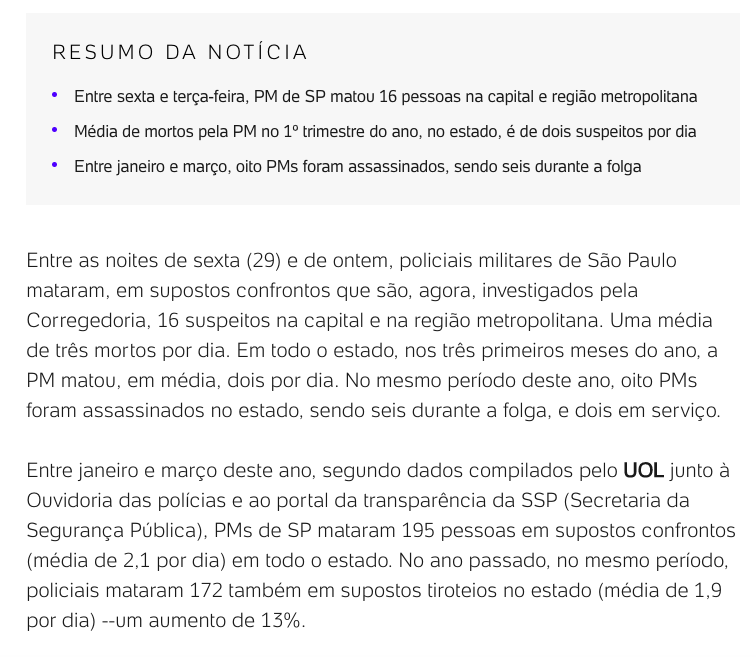 RESUMO DA NOTÍCIA
• Entre sexta e terça-feira, PM de SP matou 16 pessoas na capital e região metropolitana
• Média de mortos pela PM no 1º trimestre do ano, no estado, é de dois suspeitos por dia
• Entre janeiro e março, oito PMs foram assassinados, sendo seis durante a folga
Entre as noites de sexta (29) e de ontem, policiais militares de São Paulo
mataram, em supostos confrontos que são, agora, investigados pela
Corregedoria, 16 suspeitos na capital e na região metropolitana. Uma média
de três mortos por dia. Em todo o estado, nos três primeiros meses do ano, a
PM matou, em média, dois por dia. No mesmo período deste ano, oito PMs
foram assassinados no estado, sendo seis durante a folga, e dois em serviço.
Entre janeiro e março deste ano, segundo dados compilados pelo UOL junto à
Ouvidoria das polícias e ao portal da transparência da SSP (Secretaria da
Segurança Pública), PMs de SP mataram 195 pessoas em supostos confrontos
(média de 2,1 por dia) em todo o estado. No ano passado, no mesmo período,
policiais mataram 172 também em supostos tiroteios no estado (média de 1,9
por dia) --um aumento de 13%.